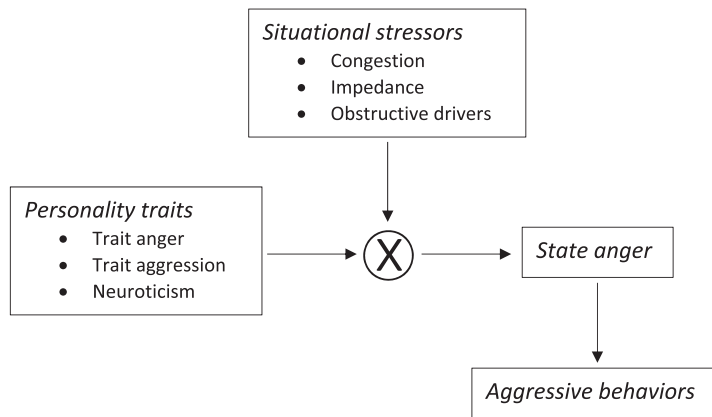 Situational stressors
• Congestion
• Impedance
• Obstructive drivers
Personality traits
• Trait anger
• Trait aggression
• Neuroticism
X
State anger
Aggressive behaviors